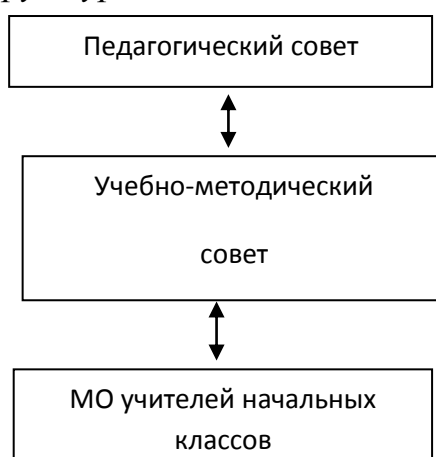 Педагогический совет
Учебно-методический
совет
МО учителей начальных
классов